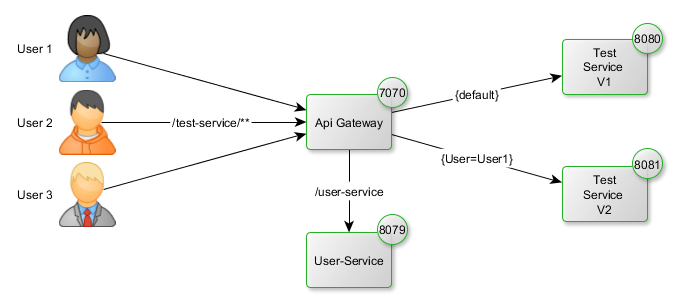 User 1
User 2
User 3
/test-service/**
7070
Api Gateway
{default}
{User=User1}
/user-service
8079
User-Service
8080
Test
Service
V1
8081
Test
Service
V2